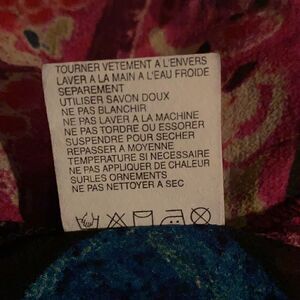 TOURNER VETEMENT A L'ENVERS
LAVER A LA MAIN A L'EAU FROIDE
SEPAREMENT
UTILISER SAVON DOUX
NE PAS BLANCHIR
NE PAS LAVER A LA MACHINE
NE PAS TORDRE OU ESSORER
SUSPENDRE POUR SECHER
REPASSER A MOYENNE
TEMPERATURE SI NECESSAIRE
NE PAS APPLIQUER DE CHALEUR
SURLES ORNEMENTS
NE PAS NETTOYER A SEC